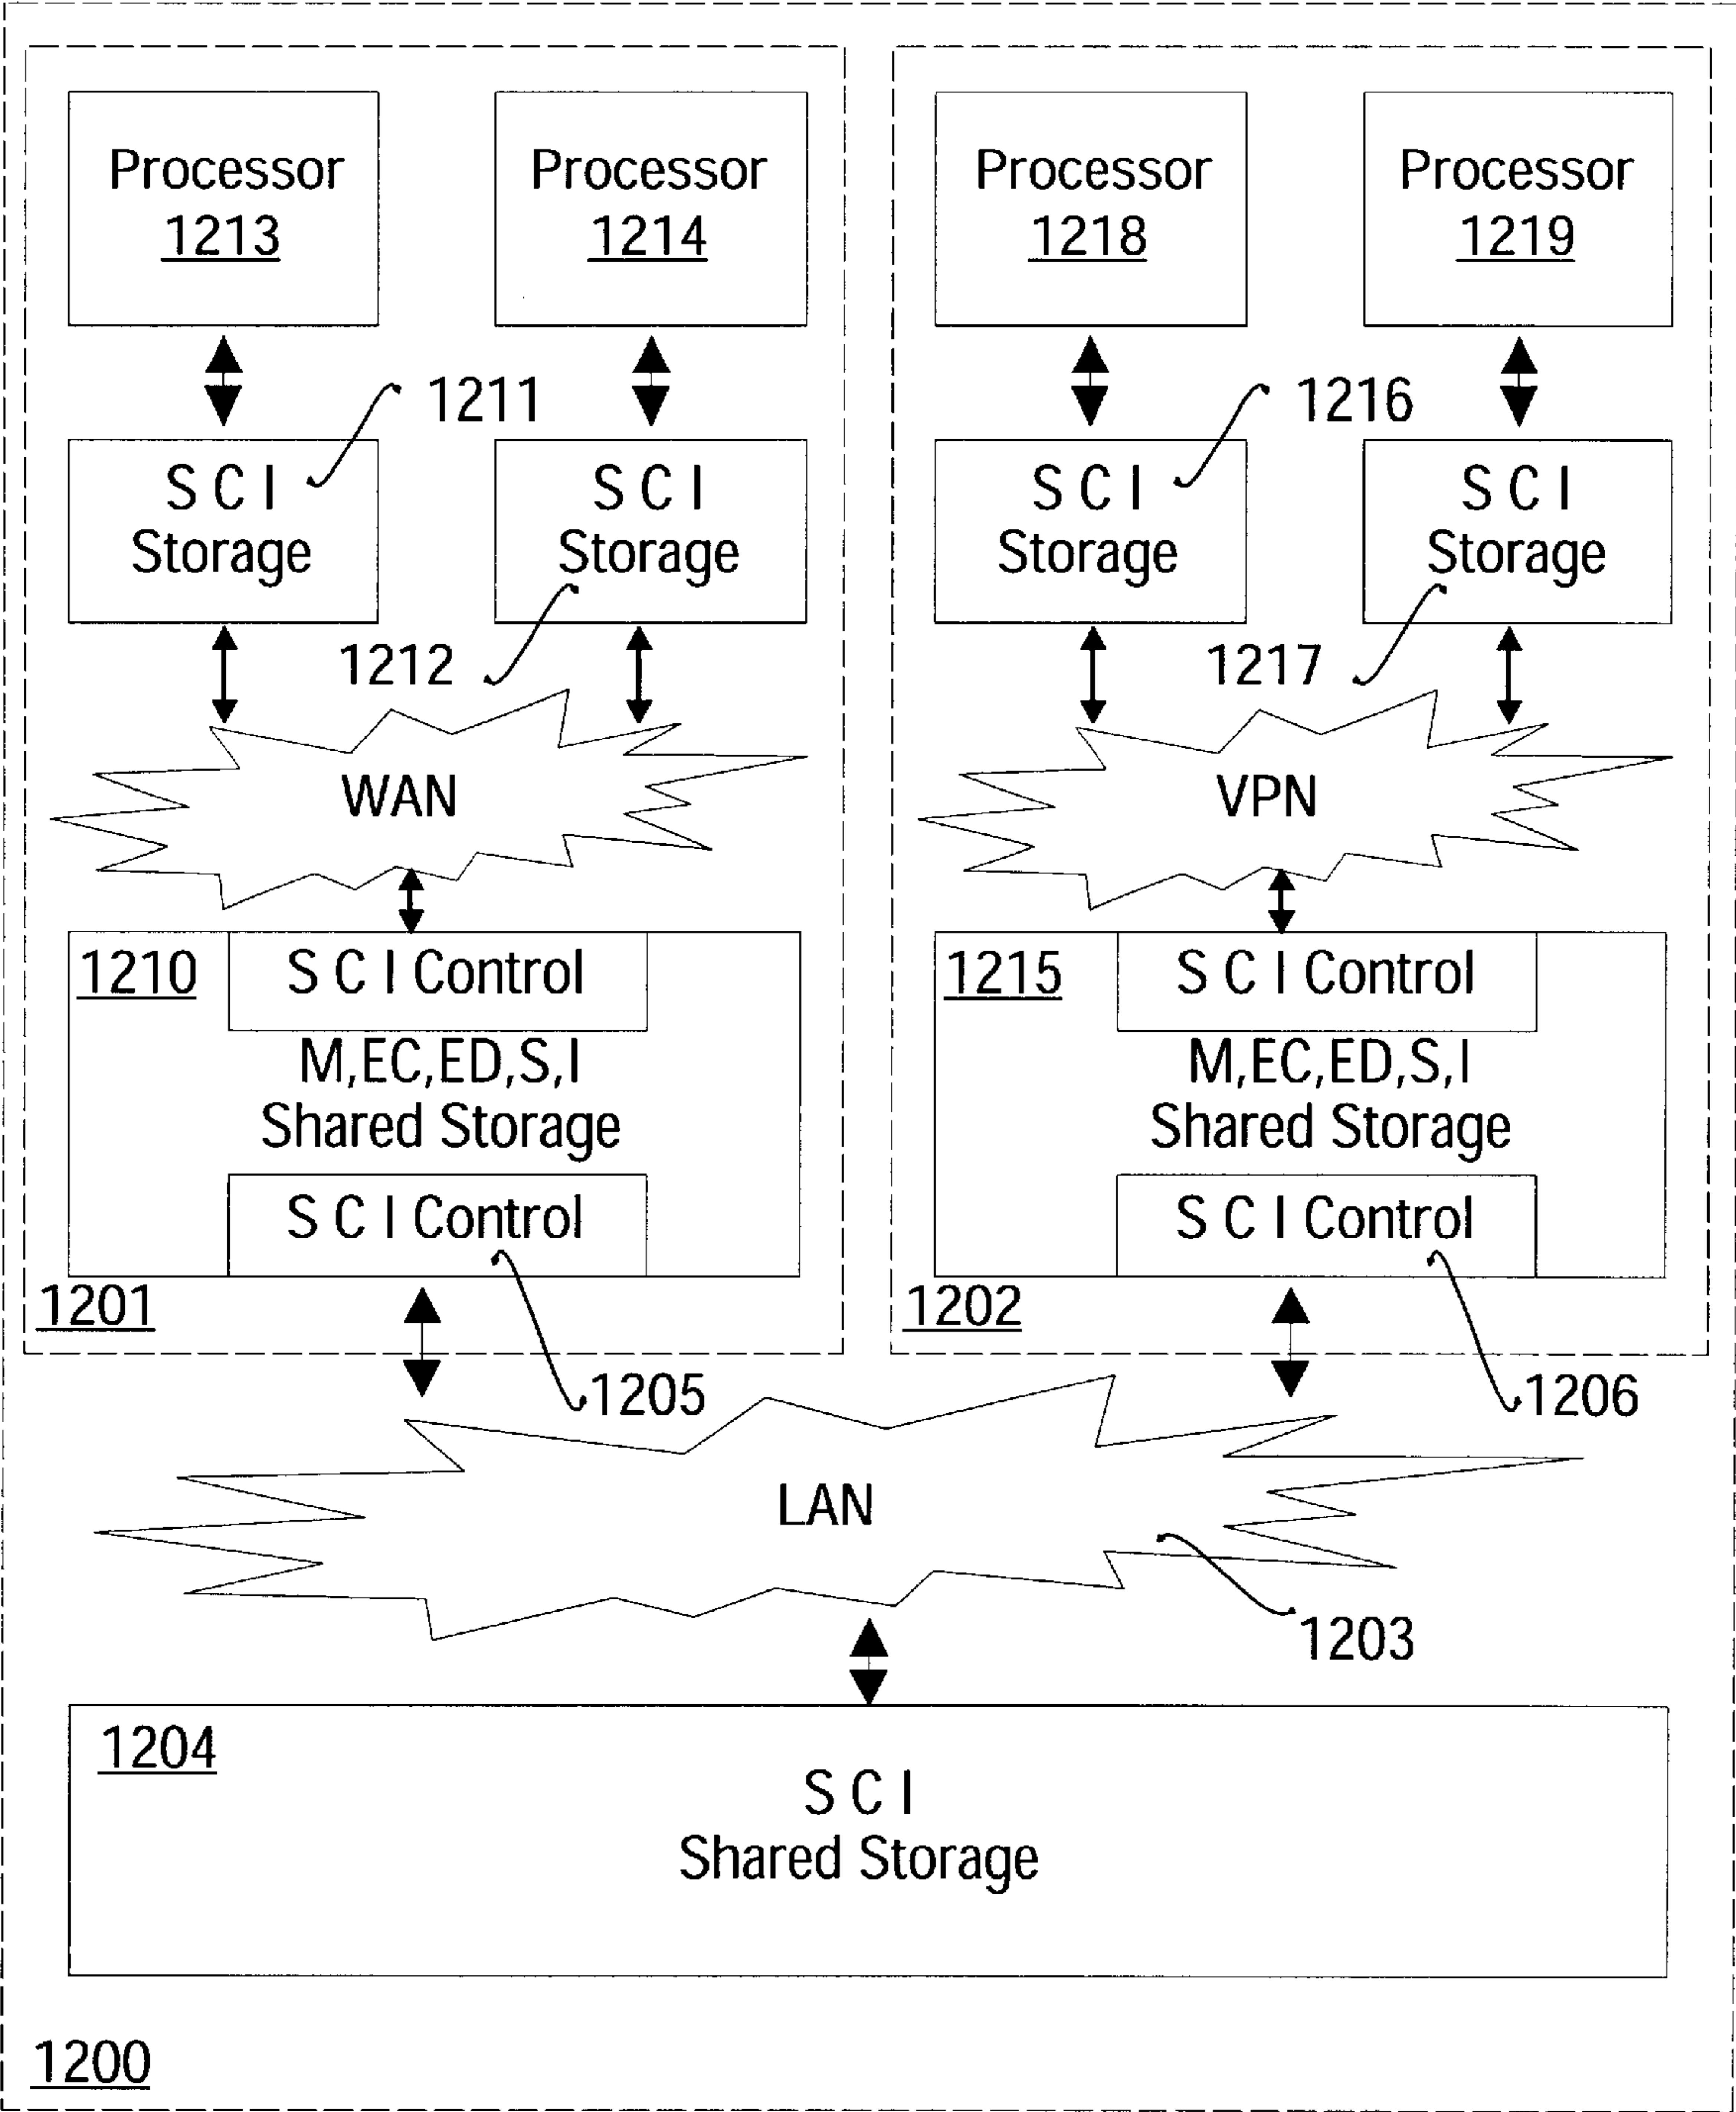 Processor
1213
Processor
1214
Processor
1218
Processor
1219
1211
1216
S C I
Storage
S C I
Storage
S C I
Storage
S C I
Storage
1212
1217
WAN
VPN
1210
S C I Control
M,EC,ED,S,I
Shared Storage
S C I Control
1201
1215
S C I Control
M,EC,ED,S,I
Shared Storage
S C I Control
1202
1205
1206
LAN
1203
1204
S C I
Shared Storage
1200